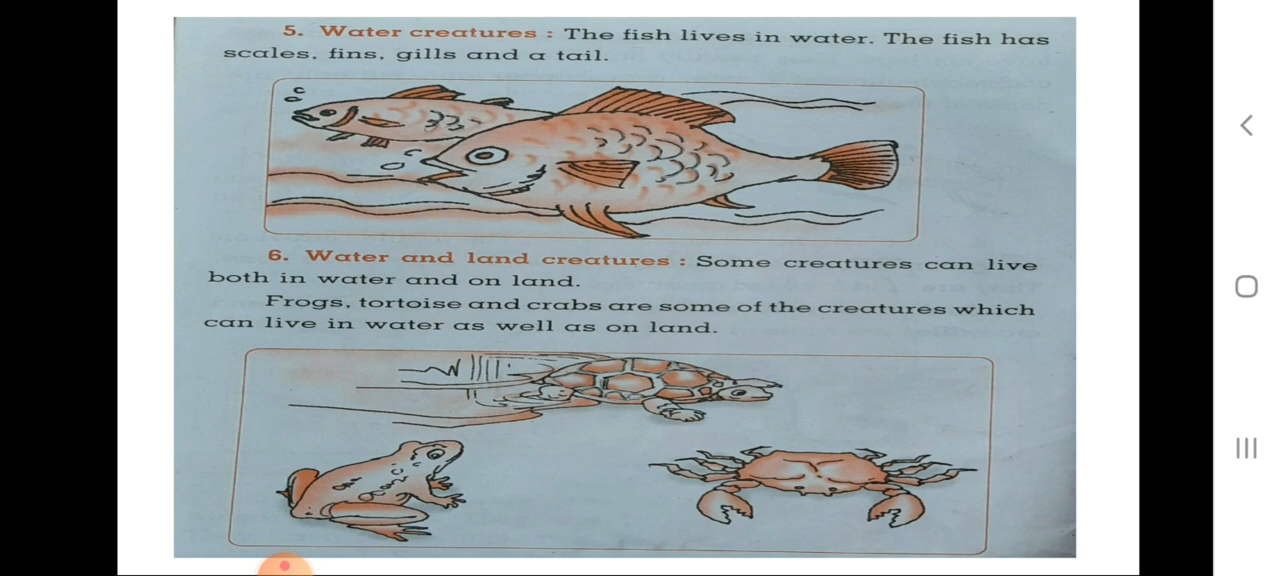 5. Water creatures : The fish lives in water. The fish has
scales, fins, gills and a tail.
6. Water and land creatures : Some creatures can live
both in water and on land.
Frogs, tortoise and crabs are some of the creatures which
can live in water as well as on land.